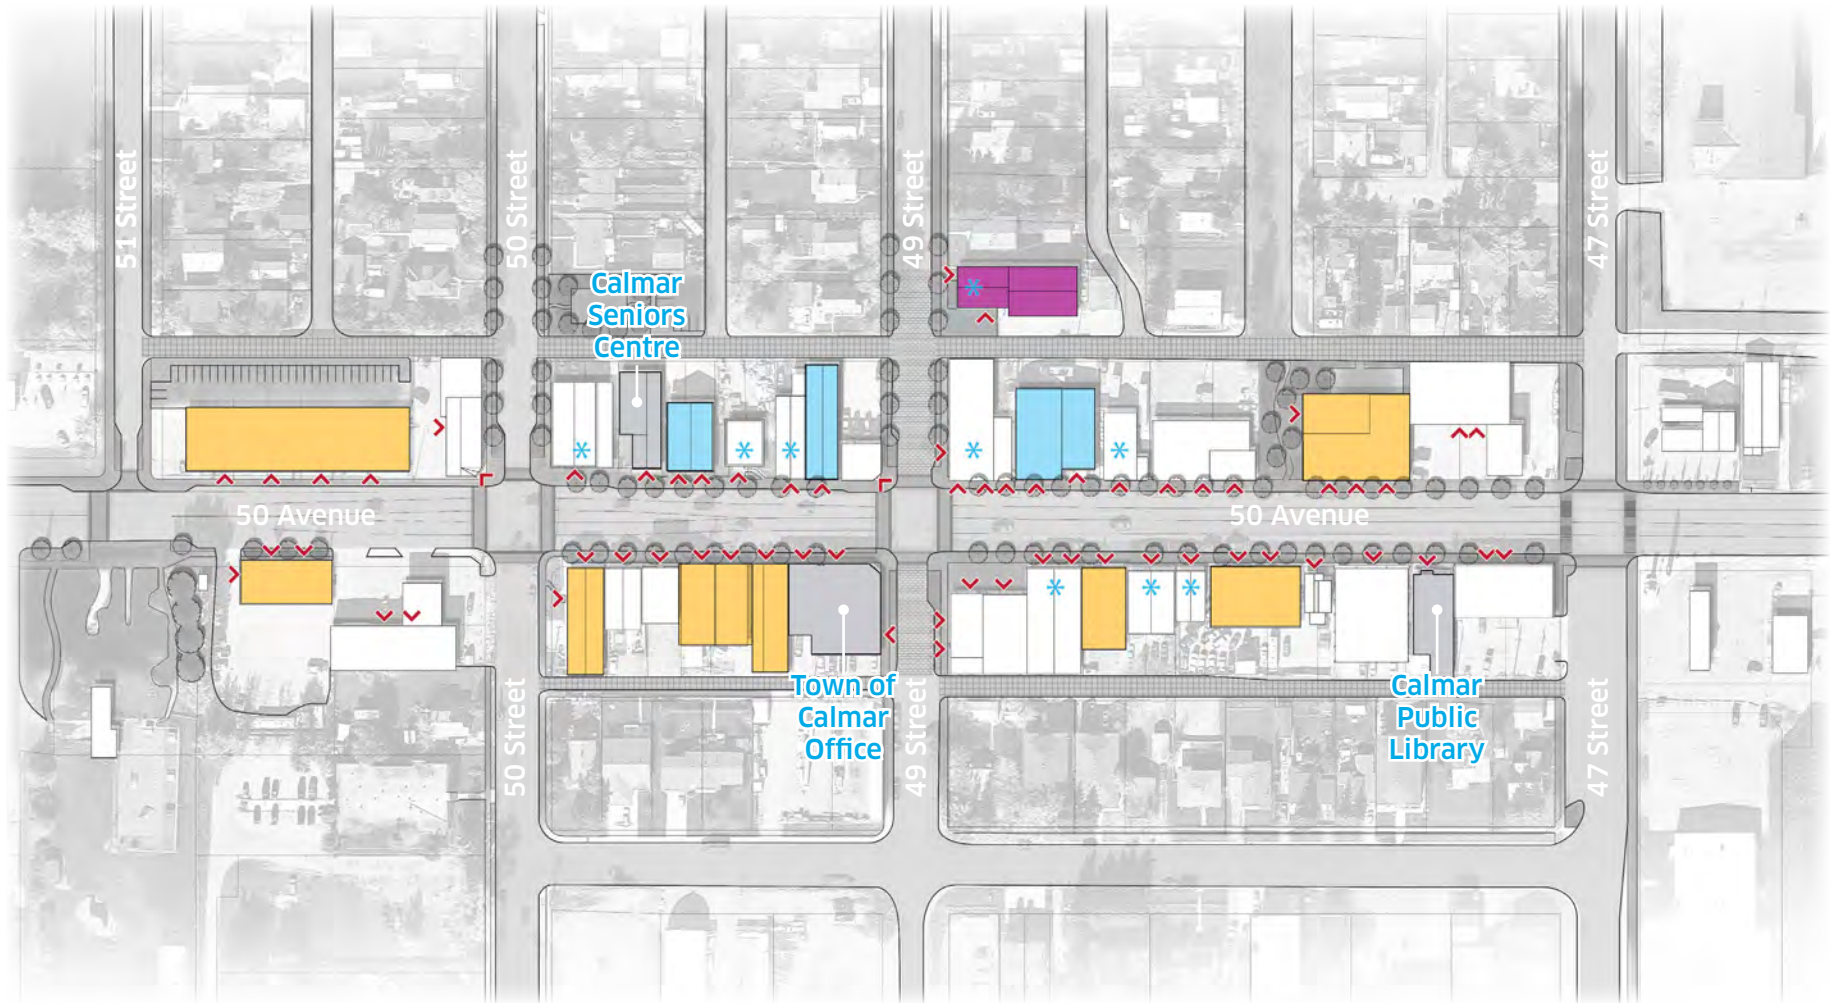 51 Street
50 Street
49 Street
47 Street
Calmar
Seniors
Centre
50 Avenue
50 Avenue
Town of
Calmar
Office
Calmar
Public
Library
50 Street
49 Street
47 Street